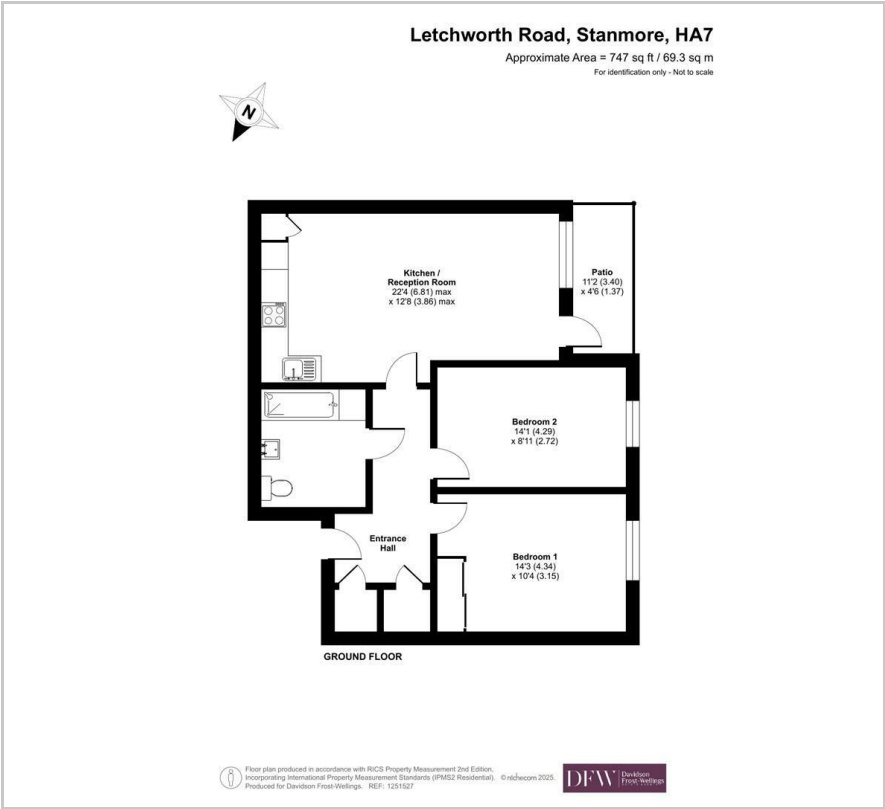 Letchworth Road, Stanmore, HA7
Approximate Area = 747 sq ft / 69.3 sq m
For identification only - Not to scale
N
Kitchen /
Reception Room
22'4 (6.81) max
x 12'8 (3.86) max
Patio
11'2 (3.40)
x 4'6 (1.37)
Bedroom 2
14'1 (4.29)
x 8'11 (2.72)
Entrance
Hall
Bedroom 1
14'3 (4.34)
x 10'4 (3.15)
GROUND FLOOR
Floor plan produced in accordance with RICS Property Measurement 2nd Edition,
Incorporating International Property Measurement Standards (IPMS2 Residential). © nichecom 2025.
Produced for Davidson Frost-Wellings. REF: 1251527
DFW
Davidson
Frost-Wellings